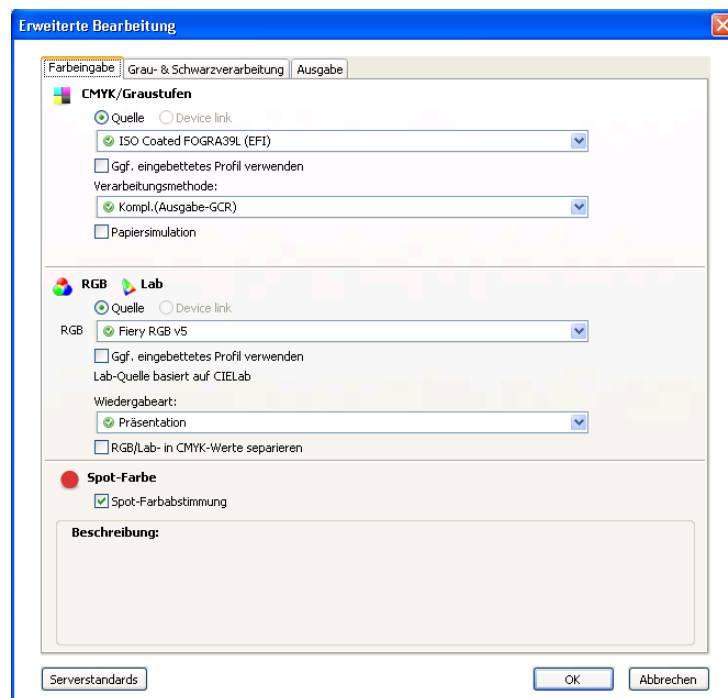 Erweiterte Bearbeitung
Farbeingabe Grau- & Schwarzverarbeitung Ausgabe
CMYK/Graustufen
Quelle Device link
ISO Coated FOGRA39L (EFI)
Ggf. eingebettetes Profil verwenden
Verarbeitungsmethode:
Kompl.(Ausgabe-GCR)
Papiersimulation
RGB Lab
Quelle Device link
RGB Fiery RGB v5
Ggf. eingebettetes Profil verwenden
Lab-Quelle basiert auf CIELab
Wiedergabeart:
Präsentation
RGB/Lab- in CMYK-Werte separieren
Spot-Farbe
Spot-Farbabstimmung
Beschreibung:
Serverstandards OK Abbrechen